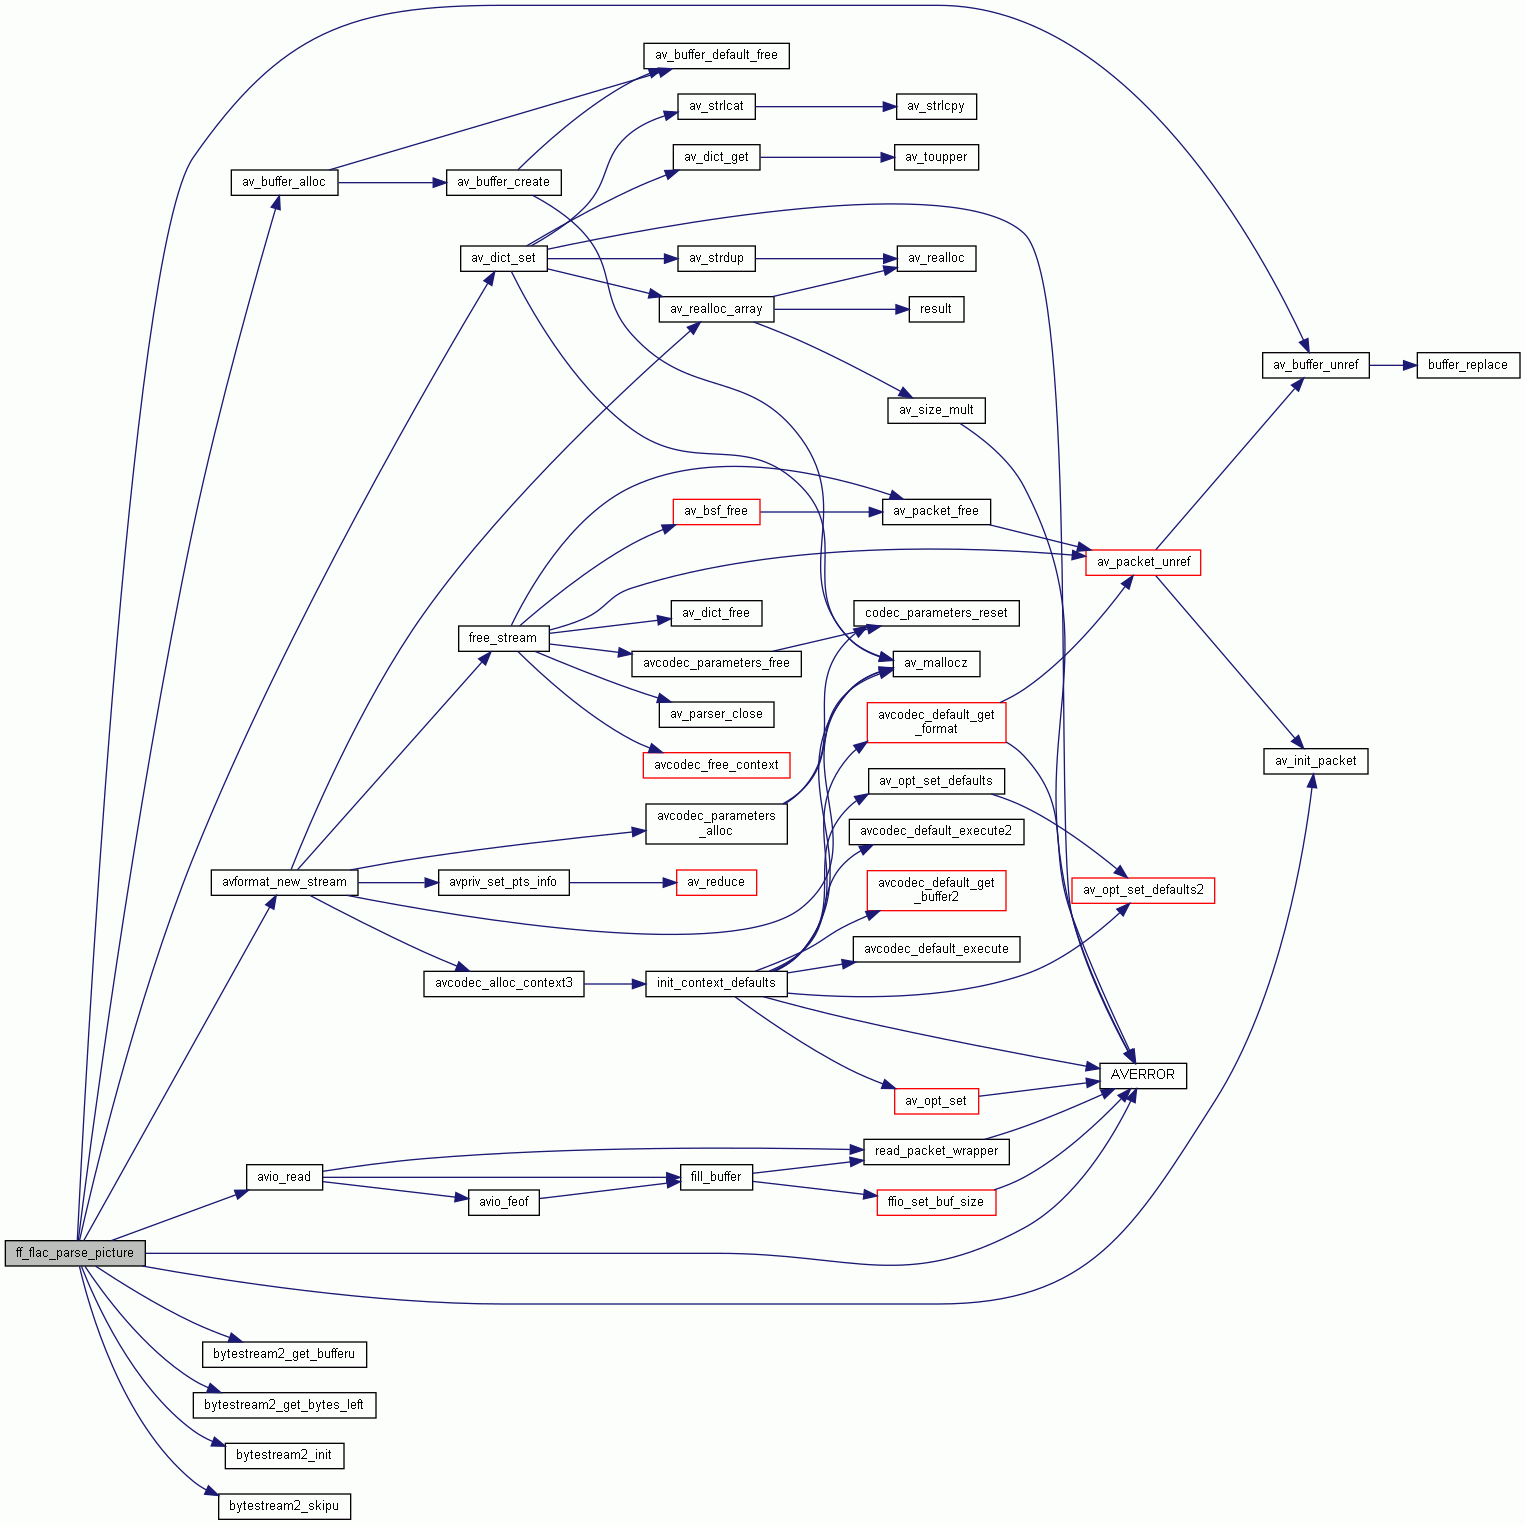 av_buffer_default_free
av_strlcat
av_strlcpy
av_dict_get
av_toupper
av_buffer_alloc
av_buffer_create
av_dict_set
av_strdup
av_realloc
av_realloc_array
result
av_buffer_unref
buffer_replace
av_size_mult
av_bsf_free
av_packet_free
av_packet_unref
av_dict_free
codec_parameters_reset
free_stream
avcodec_parameters_free
av_mallocz
av_parser_close
avcodec_default_get
_format
avcodec_free_context
av_init_packet
av_opt_set_defaults
avcodec_parameters
_alloc
avcodec_default_execute2
avformat_new_stream
avpriv_set_pts_info
av_reduce
avcodec_default_get
_buffer2
av_opt_set_defaults2
avcodec_default_execute
avcodec_alloc_context3
init_context_defaults
AVERROR
av_opt_set
read_packet_wrapper
avio_read
fill_buffer
avio_feof
ffio_set_buf_size
ff_flac_parse_picture
bytestream2_get_bufferu
bytestream2_get_bytes_left
bytestream2_init
bytestream2_skipu